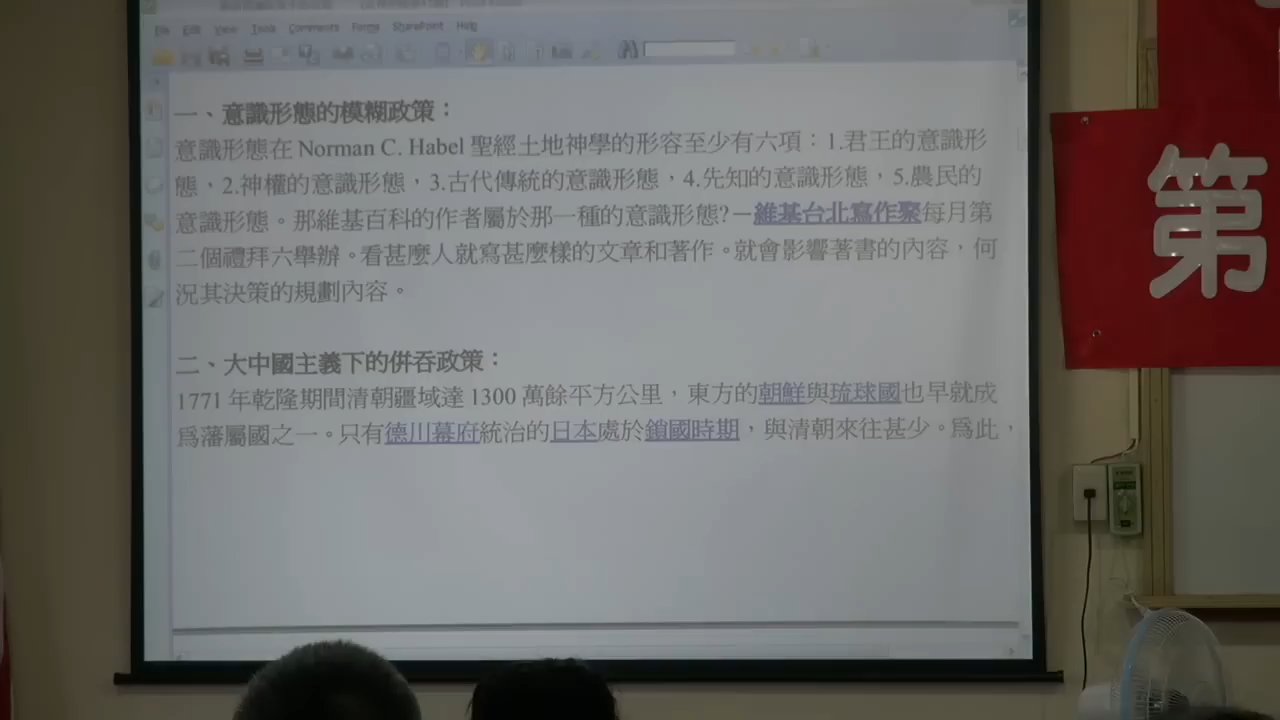 File Edit View Tools Comments Forms SharePoint Help
一、意識形態的模糊政策：
意識形態在 Norman C. Habel 聖經土地神學的形容至少有六項：1.君王的意識形
態，2.神權的意識形態，3.古代傳統的意識形態，4.先知的意識形態，5.農民的
意識形態。那維基百科的作者屬於那一種的意識形態?－維基台北寫作聚每月第
二個禮拜六舉辦。看甚麼人就寫甚麼樣的文章和著作。就會影響著書的內容，何
況其決策的規劃內容。
二、大中國主義下的併吞政策：
1771 年乾隆期間清朝疆域達 1300 萬餘平方公里，東方的朝鮮與琉球國也早就成
爲藩屬國之一。只有德川幕府統治的日本處於鎖國時期，與清朝來往甚少。爲此，
第